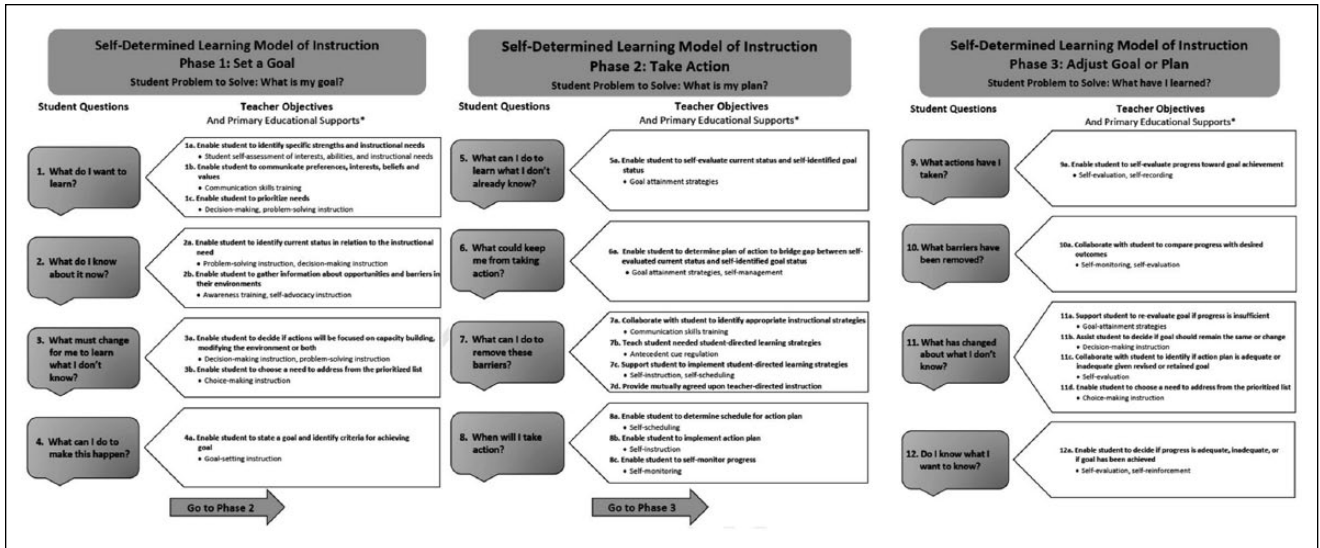 Self-Determined Learning Model of Instruction
Phase 1: Set a Goal
Student Problem to Solve: What is my goal?
Student Questions
Teacher Objectives
And Primary Educational Supports*
1. What do I want to
learn?
1a. Enable student to identify specific strengths and instructional needs
• Student self-assessment of interests, abilities, and instructional needs
1b. Enable student to communicate preferences, interests, beliefs and
values
• Communication skills training
1c. Enable student to prioritize needs
• Decision-making, problem-solving instruction
2. What do I know
about it now?
2a. Enable student to identify current status in relation to the instructional
need
• Problem-solving instruction, decision-making instruction
2b. Enable student to gather information about opportunities and barriers in
their environments
• Awareness training, self-advocacy instruction
3. What must change
for me to learn
what I don't
know?
3a. Enable student to decide if actions will be focused on capacity building,
modifying the environment or both
• Decision-making instruction, problem-solving instruction
3b. Enable student to choose a need to address from the prioritized list
• Choice-making instruction
4. What can I do to
make this happen?
4a. Enable student to state a goal and identify criteria for achieving
goal
• Goal-setting instruction
Go to Phase 2
Self-Determined Learning Model of Instruction
Phase 2: Take Action
Student Problem to Solve: What is my plan?
Student Questions
Teacher Objectives
And Primary Educational Supports*
5. What can I do to
learn what I don't
already know?
5a. Enable student to self-evaluate current status and self-identified goal
status
• Goal attainment strategies
6. What could keep
me from taking
action?
6a. Enable student to determine plan of action to bridge gap between self-
evaluated current status and self-identified goal status
• Goal attainment strategies, self-management
7. What can I do to
remove these
barriers?
7a. Collaborate with student to identify appropriate instructional strategies
• Communication skills training
7b. Teach student needed student-directed learning strategies
• Antecedent cue regulation
7c. Support student to implement student-directed learning strategies
• Self-instruction, self-scheduling
7d. Provide mutually agreed upon teacher-directed instruction
8. When will I take
action?
8a. Enable student to determine schedule for action plan
• Self-scheduling
8b. Enable student to implement action plan
• Self-instruction
8c. Enable student to self-monitor progress
• Self-monitoring
Go to Phase 3
Self-Determined Learning Model of Instruction
Phase 3: Adjust Goal or Plan
Student Problem to Solve: What have I learned?
Student Questions
Teacher Objectives
And Primary Educational Supports*
9. What actions have I
taken?
9a. Enable student to self-evaluate progress toward goal achievement
• Self-evaluation, self-recording
10. What barriers have
been removed?
10a. Collaborate with student to compare progress with desired
outcomes
• Self-monitoring, self-evaluation
11. What has changed
about what I don't
know?
11a. Support student to re-evaluate goal if progress is insufficient
• Goal-attainment strategies
11b. Assist student to decide if goal should remain the same or change
• Decision-making instruction
11c. Collaborate with student to identify if action plan is adequate or
inadequate given revised or retained goal
• Self-evaluation
11d. Enable student to choose a need to address from the prioritized list
• Choice-making instruction
12. Do I know what I
want to know?
12a. Enable student to decide if progress is adequate, inadequate, or
if goal has been achieved
• Self-evaluation, self-reinforcement